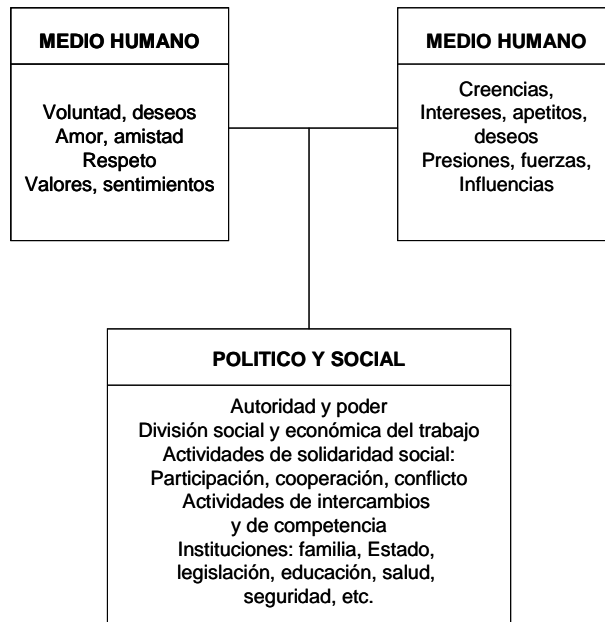 MEDIO HUMANO
Voluntad, deseos
Amor, amistad
Respeto
Valores, sentimientos
MEDIO HUMANO
Creencias,
Intereses, apetitos,
deseos
Presiones, fuerzas,
Influencias
POLITICO Y SOCIAL
Autoridad y poder
División social y económica del trabajo
Actividades de solidaridad social:
Participación, cooperación, conflicto
Actividades de intercambios
y de competencia
Instituciones: familia, Estado,
legislación, educación, salud,
seguridad, etc.